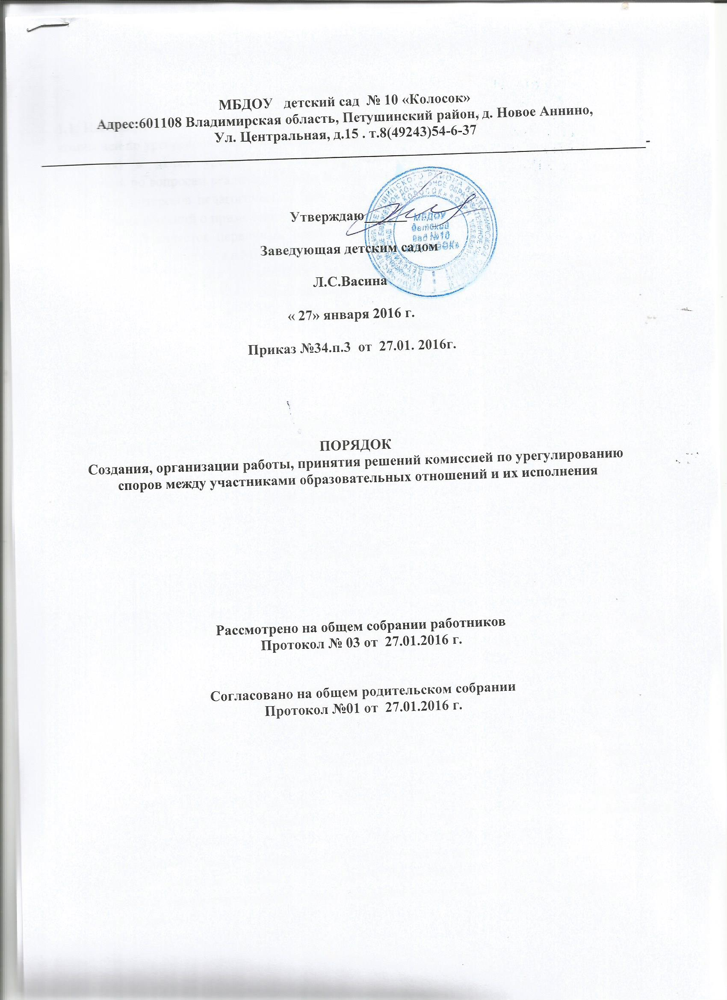 МБДОУ детский сад № 10 «Колосок»
Адрес:601108 Владимирская область, Петушинский район, д. Новое Аннино,
Ул. Центральная, д.15 . т.8(49243)54-6-37
Утверждаю______
МБДОУ
детский
сад №10
«КОЛОСОК»
Заведующая детским садом
Л.С.Васина
« 27» января 2016 г.
Приказ №34.п.3 от 27.01. 2016г.
ПОРЯДОК
Создания, организации работы, принятия решений комиссией по урегулированию
споров между участниками образовательных отношений и их исполнения
Рассмотрено на общем собрании работников
Протокол № 03 от 27.01.2016 г.
Согласовано на общем родительском собрании
Протокол №01 от 27.01.2016 г.